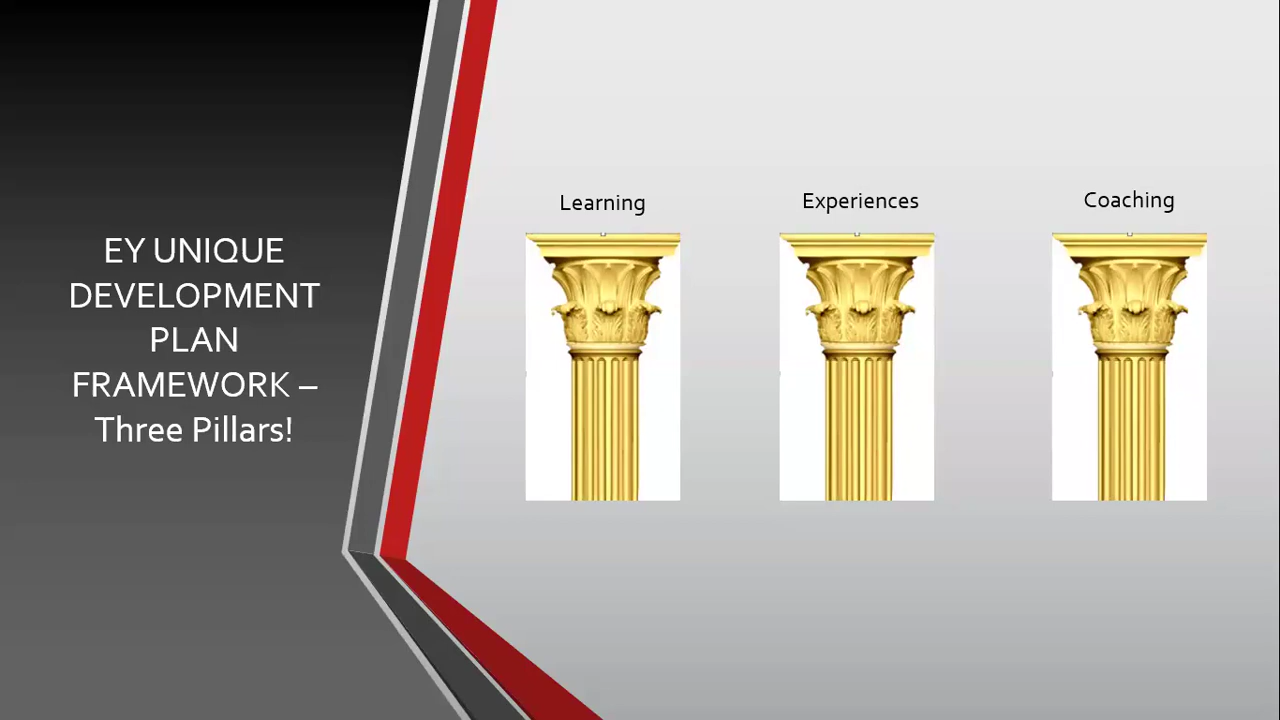 EY UNIQUE
DEVELOPMENT
PLAN
FRAMEWORK –
Three Pillars!
Learning
Experiences
Coaching